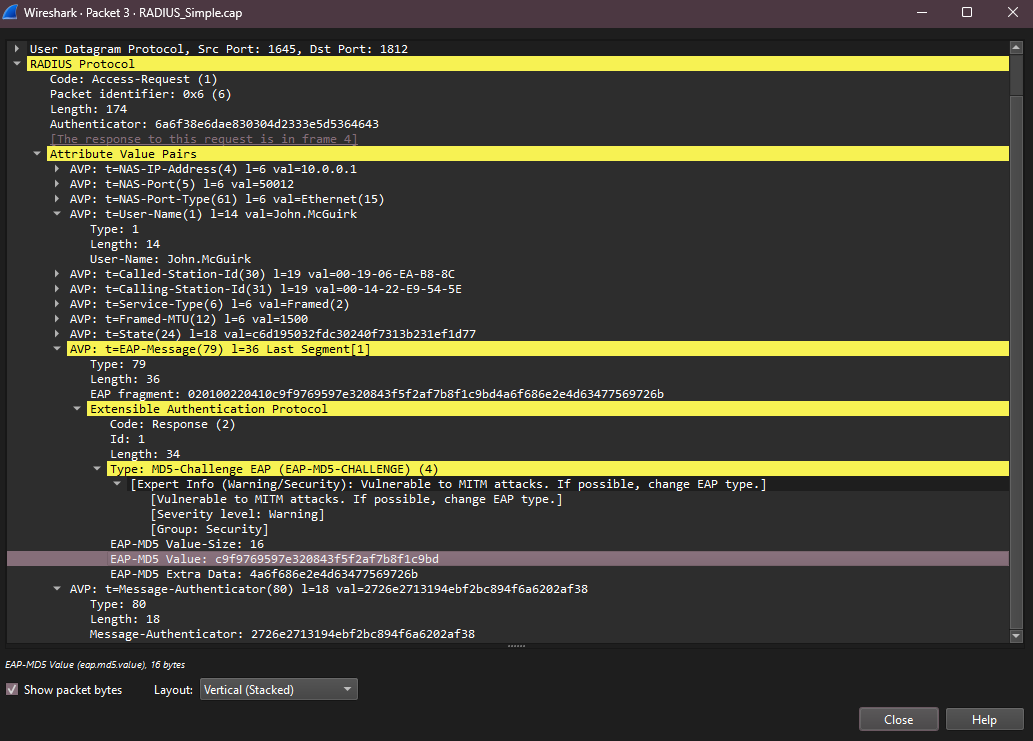 Wireshark · Packet 3 · RADIUS_Simple.cap
User Datagram Protocol, Src Port: 1645, Dst Port: 1812
RADIUS Protocol
Code: Access-Request (1)
Packet identifier: 0x6 (6)
Length: 174
Authenticator: 6a6f38e6dae830304d2333e5d5364643
[The response to this request is in frame 4]
Attribute Value Pairs
AVP: t=NAS-IP-Address(4) l=6 val=10.0.0.1
AVP: t=NAS-Port(5) l=6 val=50012
AVP: t=NAS-Port-Type(61) l=6 val=Ethernet(15)
AVP: t=User-Name(1) l=14 val=John.McGuirk
Type: 1
Length: 14
User-Name: John.McGuirk
AVP: t=Called-Station-Id(30) l=19 val=00-19-06-EA-B8-8C
AVP: t=Calling-Station-Id(31) l=19 val=00-14-22-E9-54-5E
AVP: t=Service-Type(6) l=6 val=Framed(2)
AVP: t=Framed-MTU(12) l=6 val=1500
AVP: t=State(24) l=18 val=c6d195032fdc30240f7313b231ef1d77
AVP: t=EAP-Message(79) l=36 Last Segment[1]
Type: 79
Length: 36
EAP fragment: 020100220410c9f9769597e320843f5f2af7b8f1c9bd4a6f686e2e4d63477569726b
Extensible Authentication Protocol
Code: Response (2)
Id: 1
Length: 34
Type: MD5-Challenge EAP (EAP-MD5-CHALLENGE) (4)
[Expert Info (Warning/Security): Vulnerable to MITM attacks. If possible, change EAP type.]
[Vulnerable to MITM attacks. If possible, change EAP type.]
[Severity level: Warning]
[Group: Security]
EAP-MD5 Value-Size: 16
EAP-MD5 Value: c9f9769597e320843f5f2af7b8f1c9bd
EAP-MD5 Extra Data: 4a6f686e2e4d63477569726b
AVP: t=Message-Authenticator(80) l=18 val=2726e2713194ebf2bc894f6a6202af38
Type: 80
Length: 18
Message-Authenticator: 2726e2713194ebf2bc894f6a6202af38
EAP-MD5 Value (eap.md5.value), 16 bytes
Show packet bytes Layout: Vertical (Stacked)
Close Help